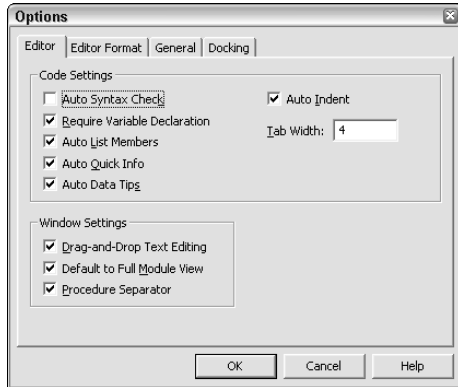 Options
Editor Editor Format General Docking
Code Settings
Auto Syntax Check
Auto Indent
Require Variable Declaration
Tab Width: 4
Auto List Members
Auto Quick Info
Auto Data Tips
Window Settings
Drag-and-Drop Text Editing
Default to Full Module View
Procedure Separator
OK Cancel Help